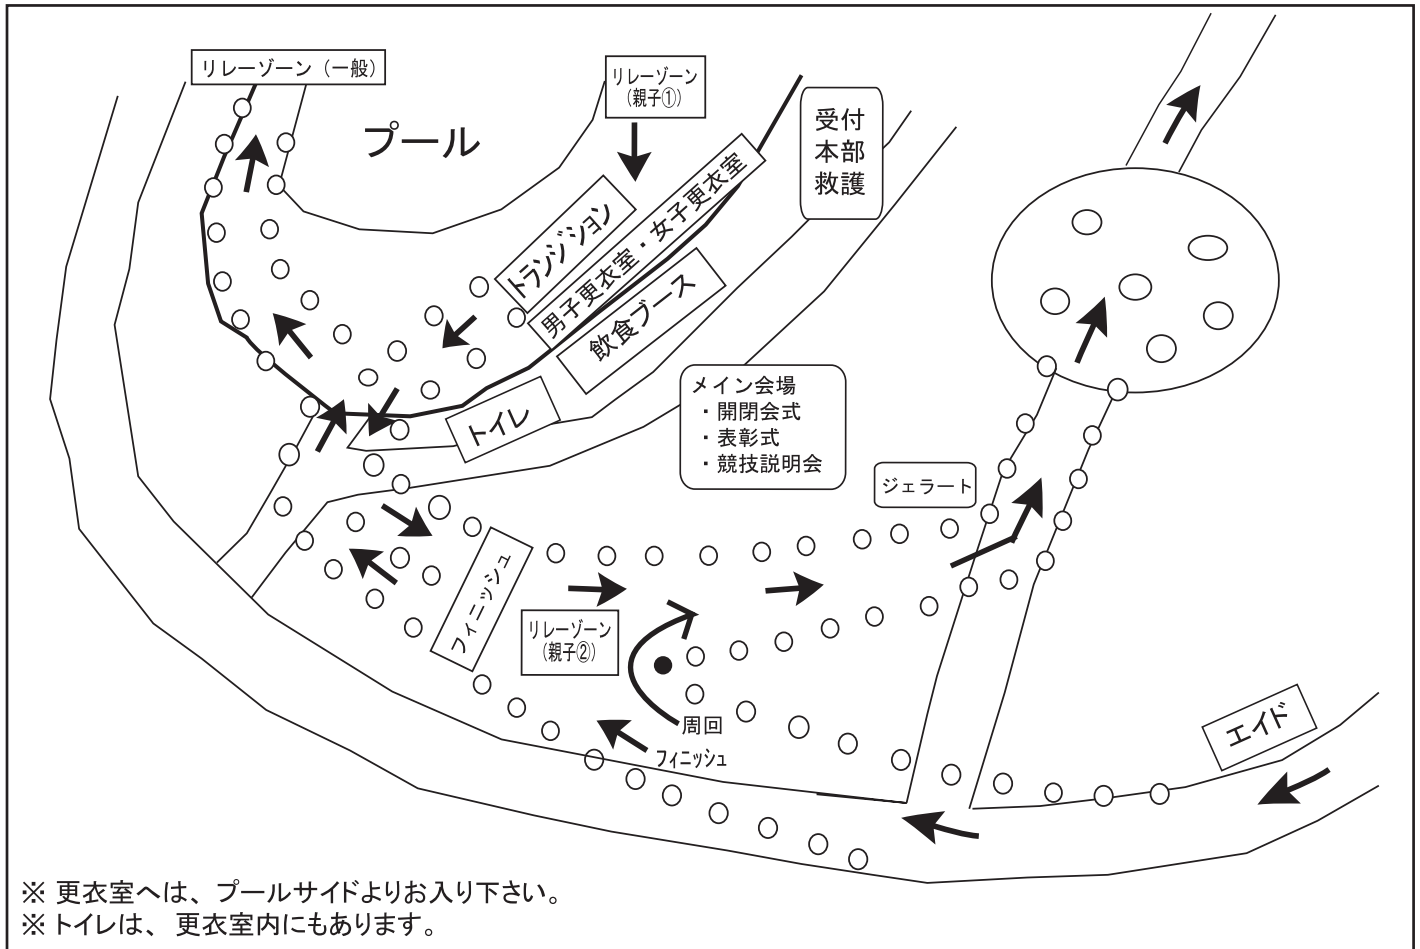 リレーゾーン（一般）
リレーゾーン
（親子①）
プール
受付
本部
救護
トランジション
男子更衣室・女子更衣室
飲食ブース
トイレ
メイン会場
・開閉会式
・表彰式
・競技説明会
ジェラート
フィニッシュ
リレーゾーン
（親子②）
周回
フィニッシュ
エイド
※ 更衣室へは、プールサイドよりお入り下さい。
※ トイレは、更衣室内にもあります。